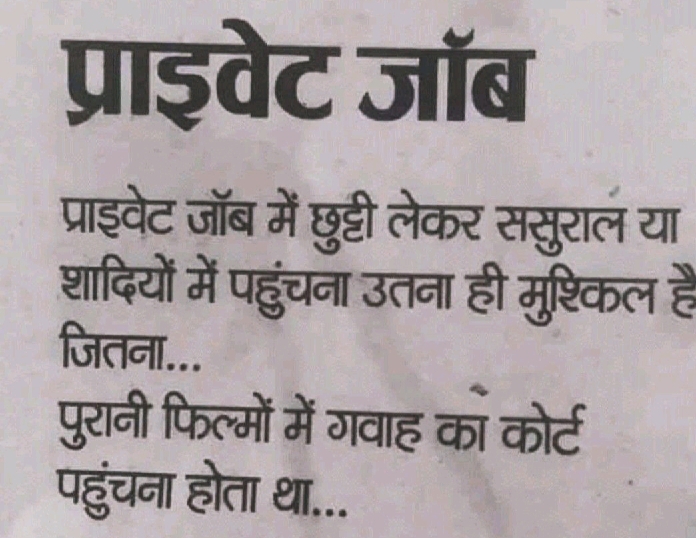 प्राइवेट जॉब
प्राइवेट जॉब में छुट्टी लेकर ससुराल या
शादियों में पहुंचना उतना ही मुश्किल है
जितना...
पुरानी फिल्मों में गवाह का कोर्ट
पहुंचना होता था...